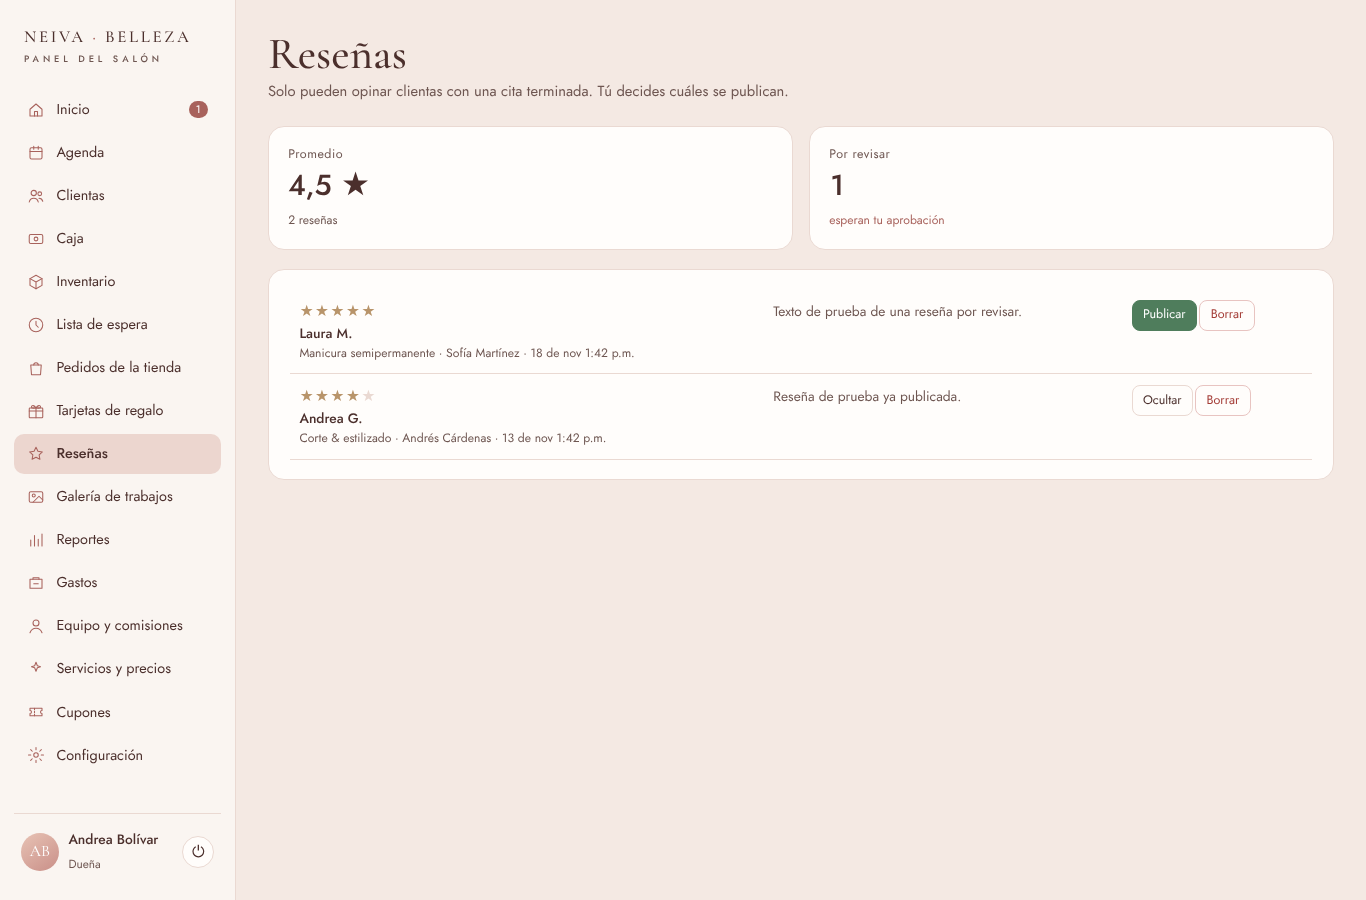 NEIVA · BELLEZA
PANEL DEL SALÓN
Inicio
1
Agenda
Clientas
Caja
Inventario
Lista de espera
Pedidos de la tienda
Tarjetas de regalo
Reseñas
Galería de trabajos
Reportes
Gastos
Equipo y comisiones
Servicios y precios
Cupones
Configuración
AB
Andrea Bolívar
Dueña
Reseñas
Solo pueden opinar clientas con una cita terminada. Tú decides cuáles se publican.
Promedio
4,5 ★
2 reseñas
Por revisar
1
esperan tu aprobación
★★★★★
Laura M.
Manicura semipermanente · Sofía Martínez · 18 de nov 1:42 p.m.
Texto de prueba de una reseña por revisar.
Publicar
Borrar
★★★★★
Andrea G.
Corte & estilizado · Andrés Cárdenas · 13 de nov 1:42 p.m.
Reseña de prueba ya publicada.
Ocultar
Borrar